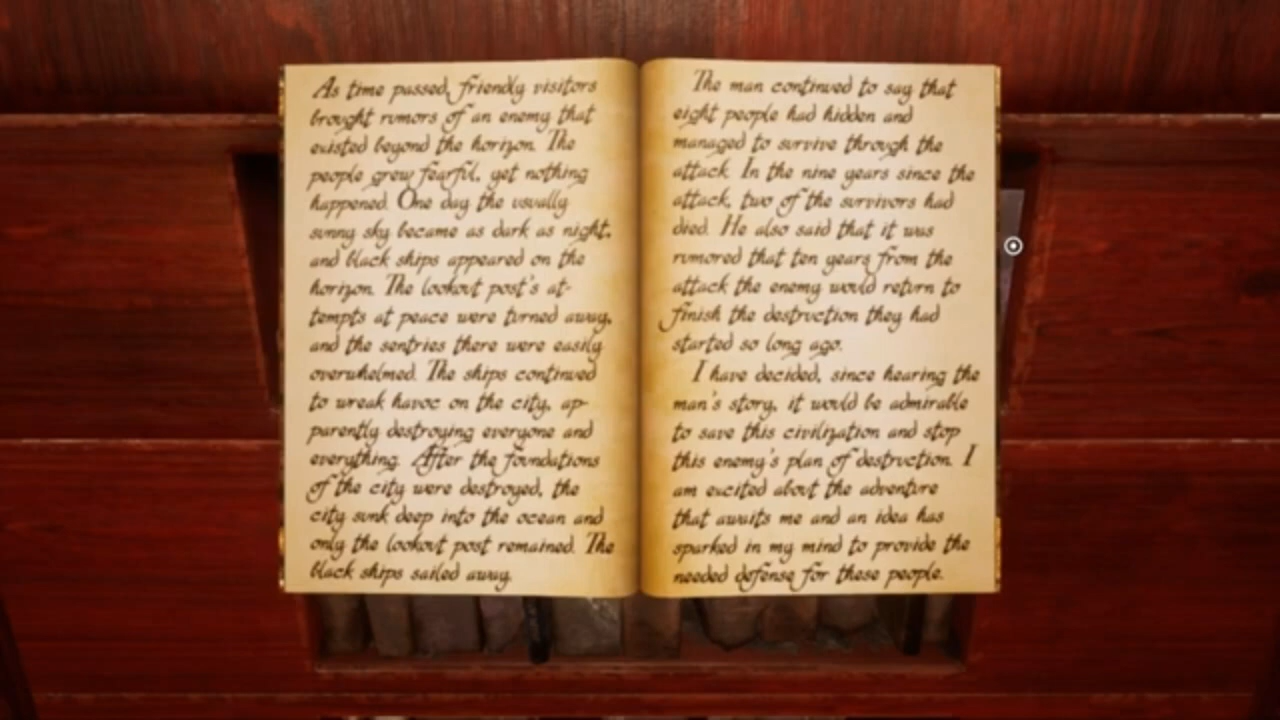 As time passed, friendly visitors
brought rumors of an enemy that
existed beyond the horizon. The
people grew fearful, yet nothing
happened. One day the usually
sunny sky became as dark as night,
and black ships appeared on the
horizon. The lookout post's at-
tempts at peace were turned away,
and the sentries there were easily
overwhelmed. The ships continued
to wreak havoc on the city, ap-
parently destroying everyone and
everything. After the foundations
of the city were destroyed, the
city sunk deep into the ocean and
only the lookout post remained. The
black ships sailed away.
The man continued to say that
eight people had hidden and
managed to survive through the
attack. In the nine years since the
attack, two of the survivors had
died. He also said that it was
rumored that ten years from the
attack the enemy would return to
finish the destruction they had
started so long ago.
I have decided, since hearing the
man's story, it would be admirable
to save this civilization and stop
this enemy's plan of destruction. I
am excited about the adventure
that awaits me and an idea has
sparked in my mind to provide the
needed defense for these people.